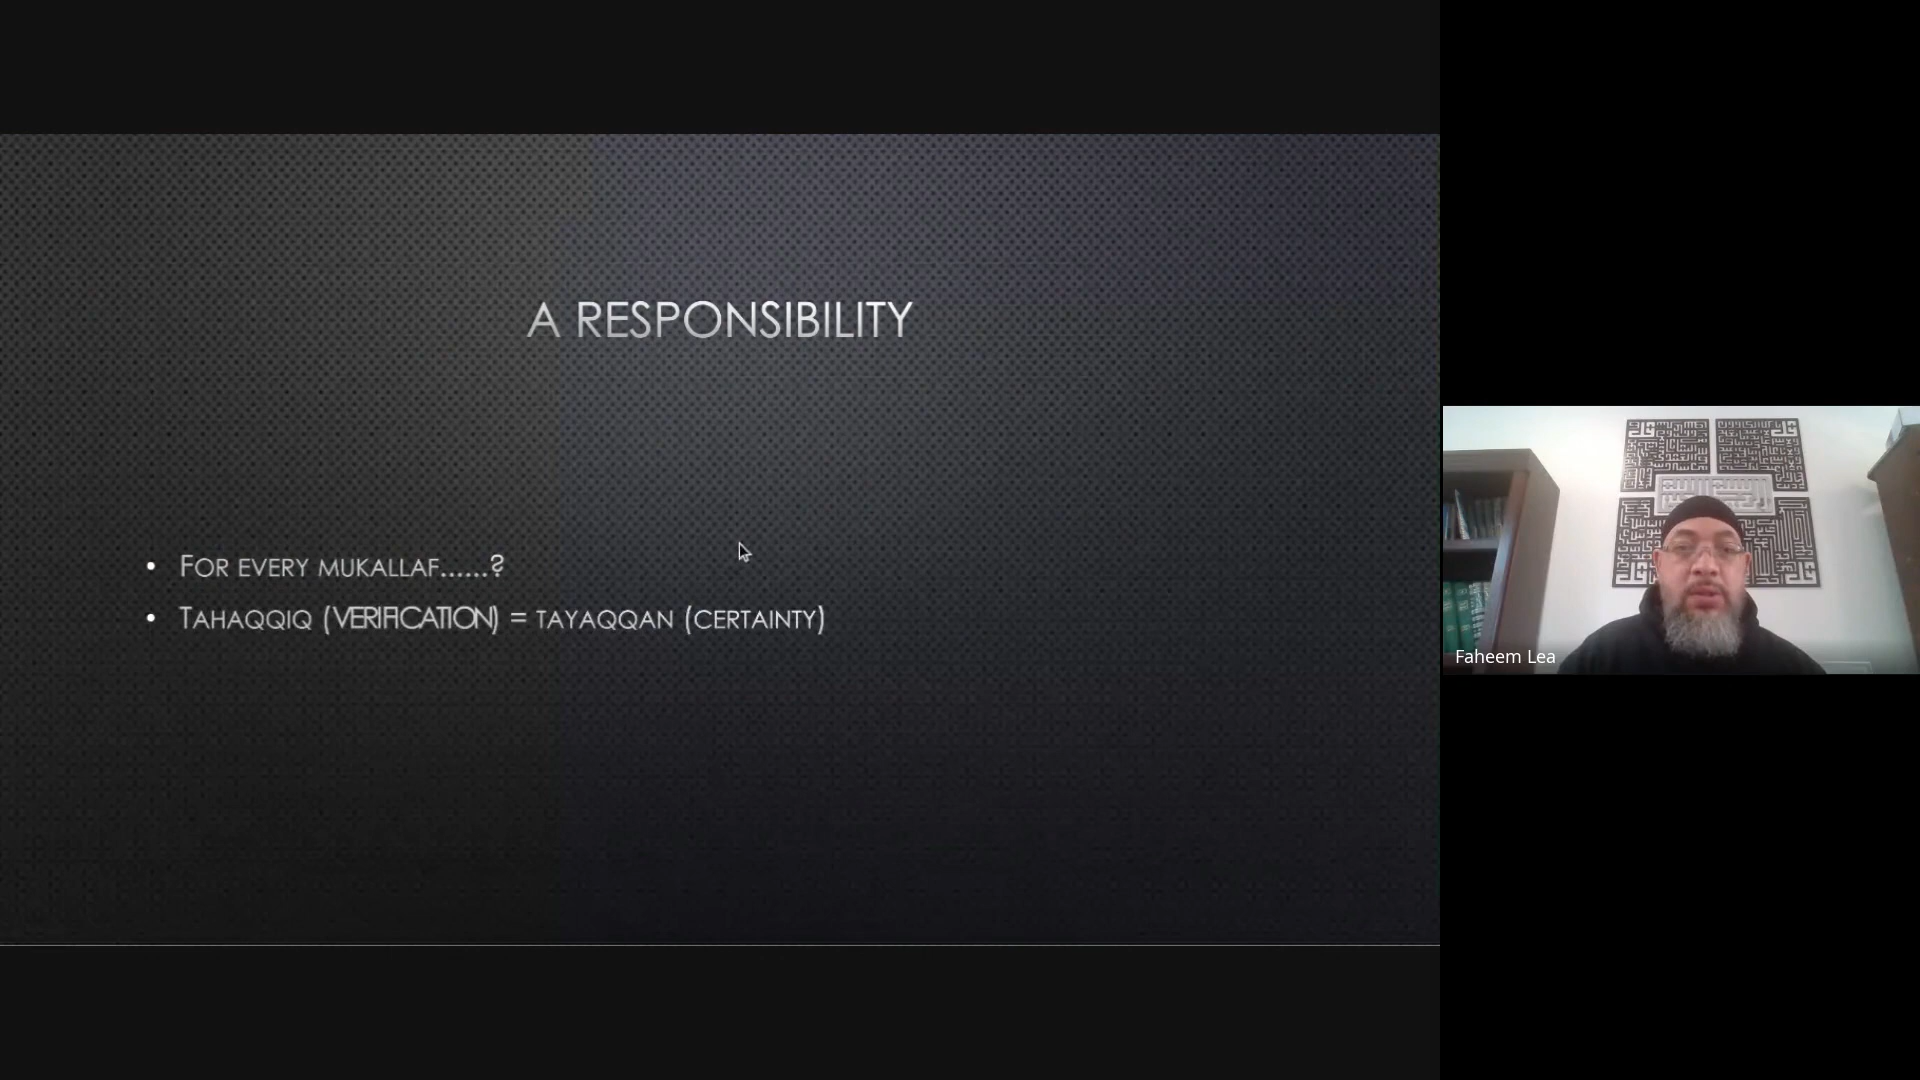 A RESPONSIBILITY
• FOR EVERY MUKALLAF......?
• TAHAQQIQ (VERIFICATION) = TAYAQQAN (CERTAINTY)
Faheem Lea